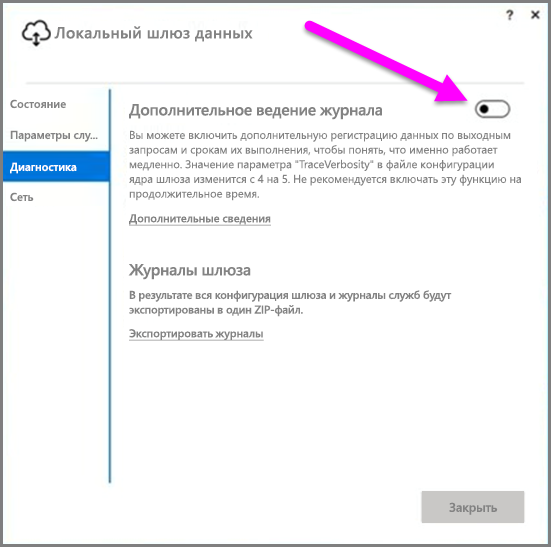 ? ×
Локальный шлюз данных
Состояние
Параметры слу...
Диагностика
Сеть
Дополнительное ведение журнала
Вы можете включить дополнительную регистрацию данных по выходным
запросам и срокам их выполнения, чтобы понять, что именно работает
медленно. Значение параметра "TraceVerbosity" в файле конфигурации
ядра шлюза изменится с 4 на 5. Не рекомендуется включать эту функцию на
продолжительное время.
Дополнительные сведения
Журналы шлюза
В результате вся конфигурация шлюза и журналы служб будут
экспортированы в один ZIP-файл.
Экспортировать журналы
Закрыть